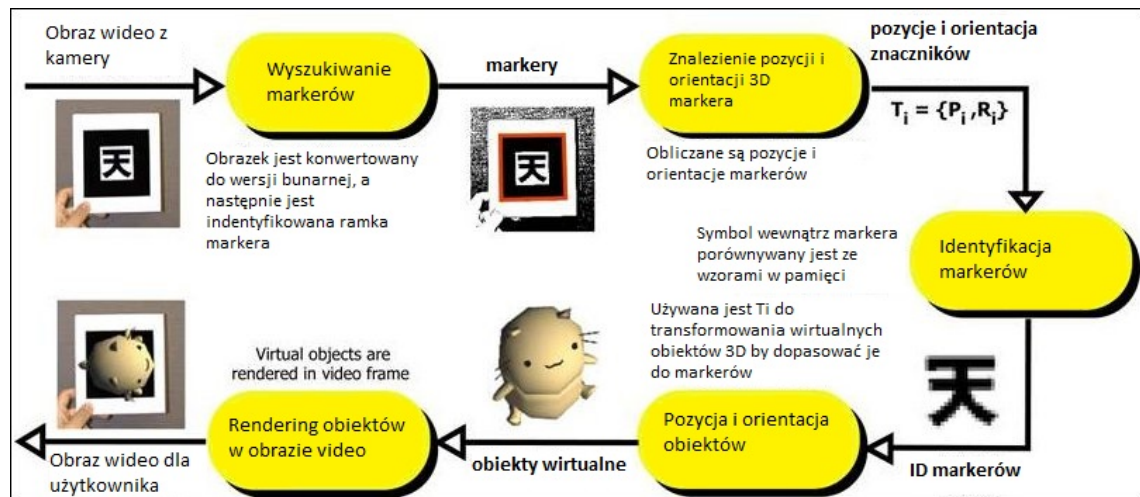 Obraz wideo z
kamery
Wyszukiwanie
markerów
Obrazek jest konwertowany
do wersji bunarnej, a
następnie jest
indentyfikowana ramka
markera
天
markery
天
Znalezienie pozycji i
orientacji 3D
markera
Obliczane są pozycje i
orientacje markerów
pozycje i orientacja
znaczników
Ti = {Pi ,Ri}
Identyfikacja
markerów
Symbol wewnątrz markera
porównywany jest ze
wzorami w pamięci
天
ID markerów
Używana jest Ti do
transformowania wirtualnych
obiektów 3D by dopasować je
do markerów
Pozycja i orientacja
obiektów
obiekty wirtualne
Virtual objects are
rendered in video frame
Rendering obiektów
w obrazie video
Obraz wideo dla
użytkownika